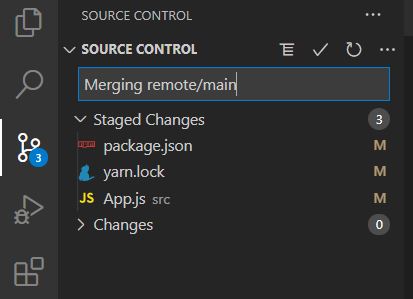 SOURCE CONTROL
SOURCE CONTROL
Merging remote/main
Staged Changes 3
package.json M
yarn.lock M
JS App.js src M
Changes 0
3